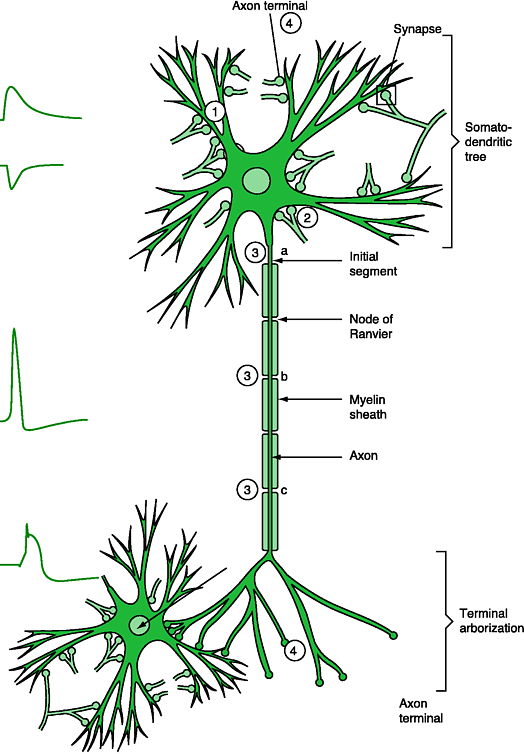 Axon terminal
4
Synapse
1
Somato-
dendritic
tree
2
3
a
Initial
segment
Node of
Ranvier
3
b
Myelin
sheath
Axon
3
c
Terminal
arborization
4
Axon
terminal